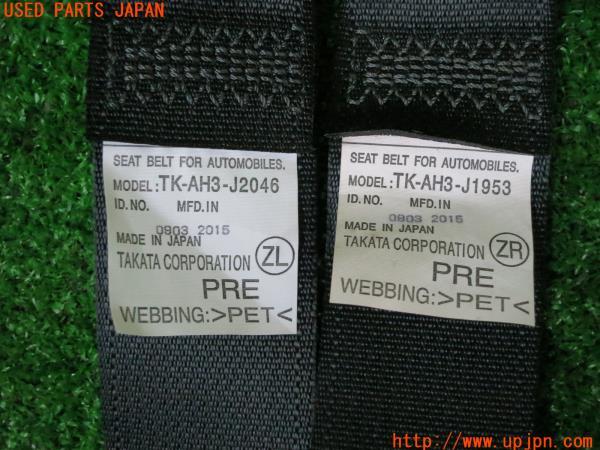 USED PARTS JAPAN
SEAT BELT FOR AUTOMOBILES.
MODEL:TK-AH3-J2046
ID.NO. MFD.IN
0903 2015
MADE IN JAPAN
TAKATA CORPORATION ZL
PRE
WEBBING:>PET<
SEAT BELT FOR AUTOMOBILES.
MODEL:TK-AH3-J1953
ID.NO. MFD.IN
0903 2015
MADE IN JAPAN
TAKATA CORPORATION ZR
PRE
WEBBING:>PET<
http://www.upjpn.com/